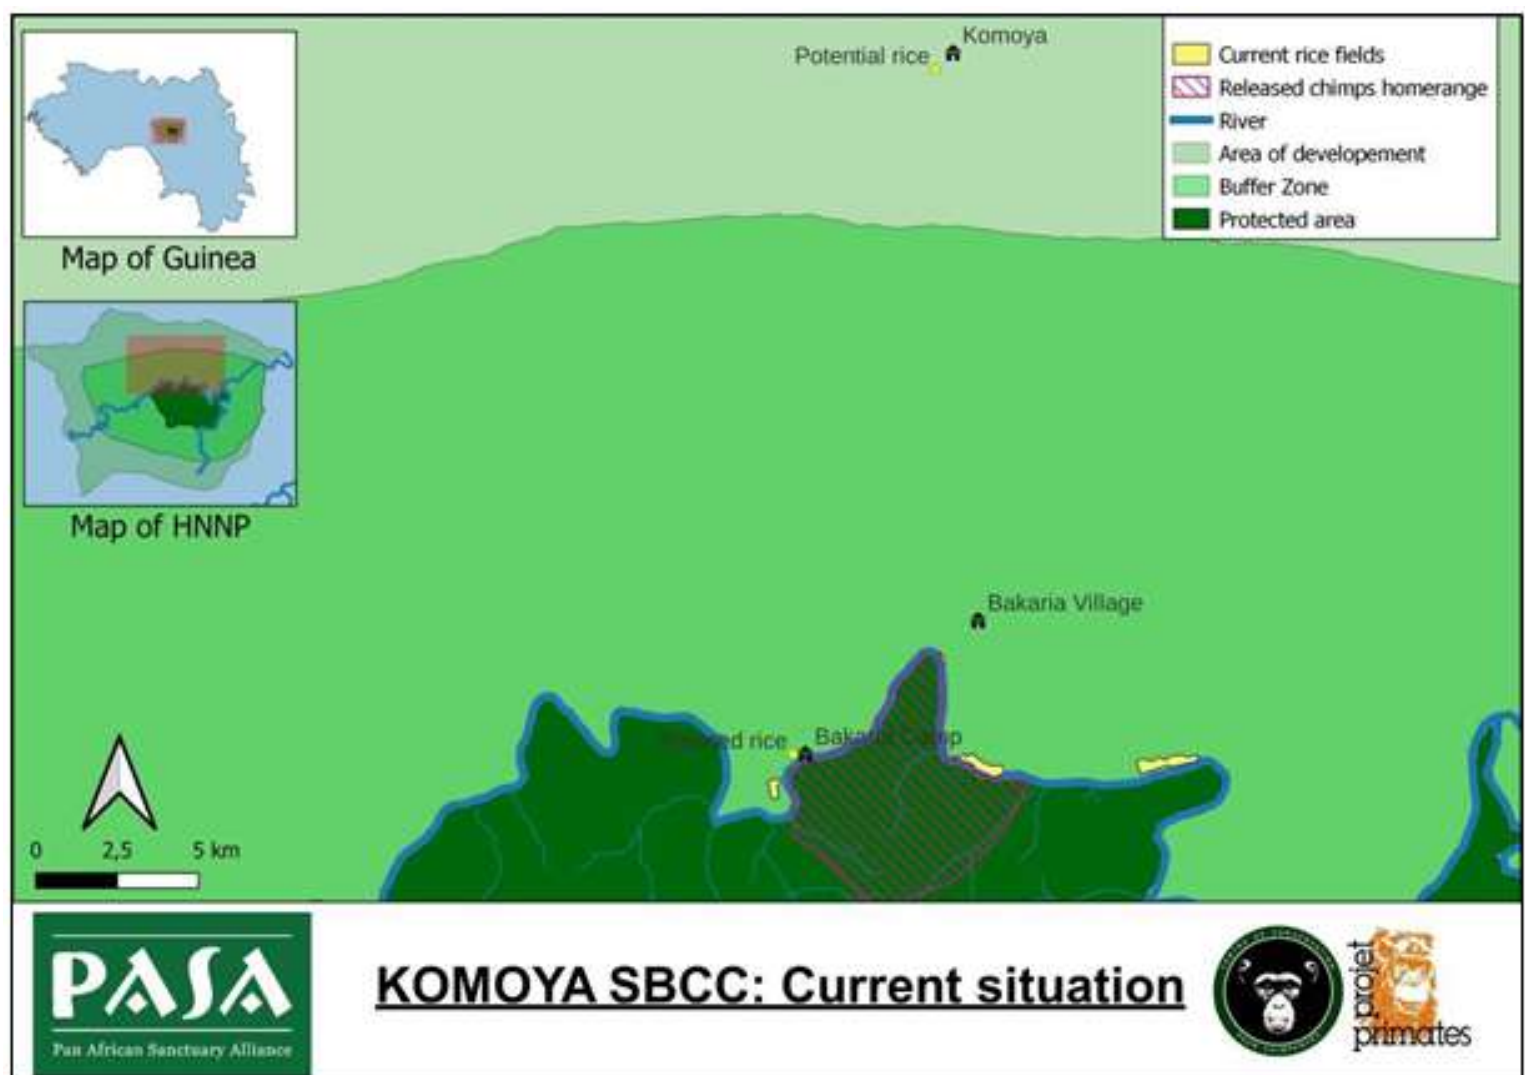 Komoya
Potential rice
Current rice fields
Released chimps homerange
River
Area of developement
Buffer Zone
Protected area
Map of Guinea
Map of HNNP
Bakaria Village
rice
Bakaria Camp
0 2,5 5 km
PASA
Pan African Sanctuary Alliance
KOMOYA SBCC: Current situation
projet
primates